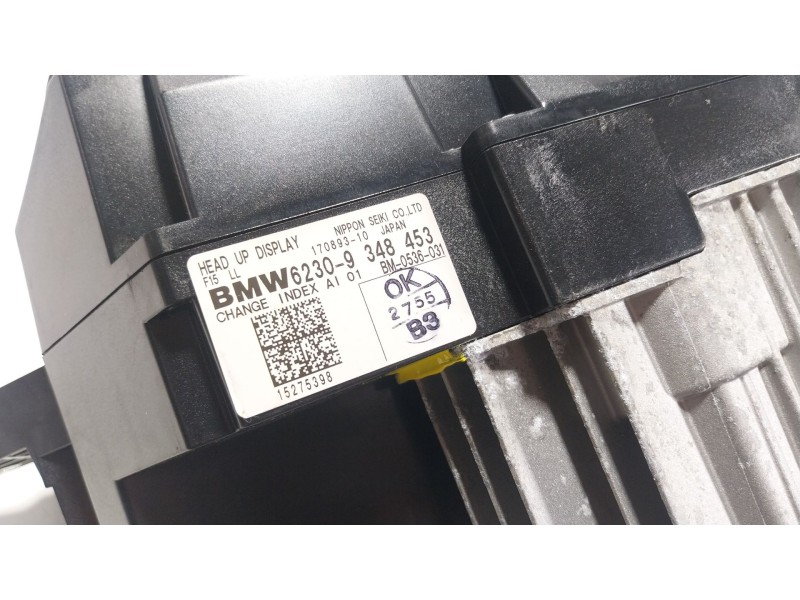 HEAD UP DISPLAY NIPPON SEIKI CO.,LTD
F15 LL 170893-10 JAPAN
BMW 6230-9 348 453
CHANGE INDEX AI 01 BM-0536-031
OK
2755
B3
15275398